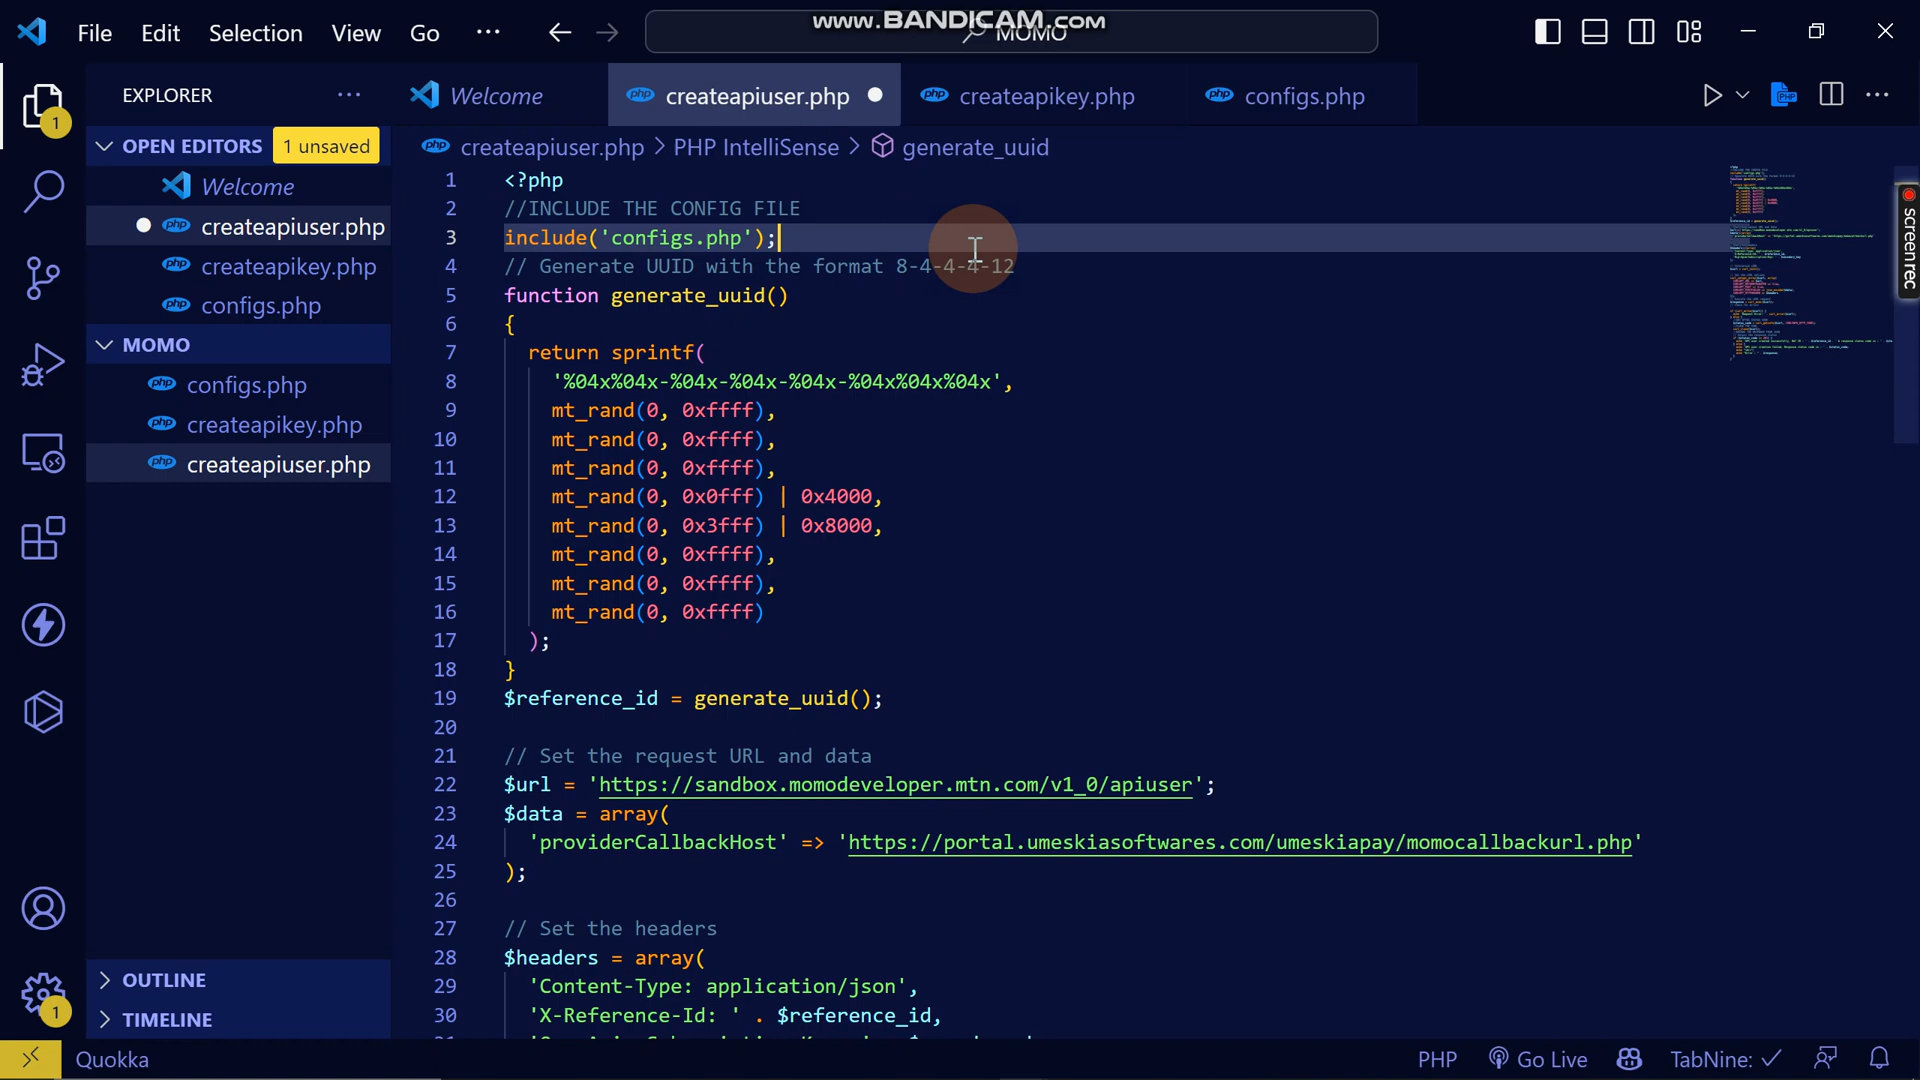 www.BANDICAM.com
File Edit Selection View Go ··· MOMO
EXPLORER ···
Welcome createapiuser.php createapikey.php configs.php
OPEN EDITORS 1 unsaved
Welcome
createapiuser.php
createapikey.php
configs.php
MOMO
configs.php
createapikey.php
createapiuser.php
OUTLINE
TIMELINE
createapiuser.php > PHP IntelliSense > generate_uuid
1 <?php
2 //INCLUDE THE CONFIG FILE
3 include('configs.php');
4 // Generate UUID with the format 8-4-4-4-12
5 function generate_uuid()
6 {
7 return sprintf(
8 '%04x%04x-%04x-%04x-%04x-%04x%04x%04x',
9 mt_rand(0, 0xffff),
10 mt_rand(0, 0xffff),
11 mt_rand(0, 0xffff),
12 mt_rand(0, 0x0fff) | 0x4000,
13 mt_rand(0, 0x3fff) | 0x8000,
14 mt_rand(0, 0xffff),
15 mt_rand(0, 0xffff),
16 mt_rand(0, 0xffff)
17 );
18 }
19 $reference_id = generate_uuid();
20
21 // Set the request URL and data
22 $url = 'https://sandbox.momodeveloper.mtn.com/v1_0/apiuser';
23 $data = array(
24 'providerCallbackHost' => 'https://portal.umeskiasoftwares.com/umeskiapay/momocallbackurl.php'
25 );
26
27 // Set the headers
28 $headers = array(
29 'Content-Type: application/json',
30 'X-Reference-Id: ' . $reference_id,
screenrec
1
1
Quokka PHP Go Live TabNine: ✓